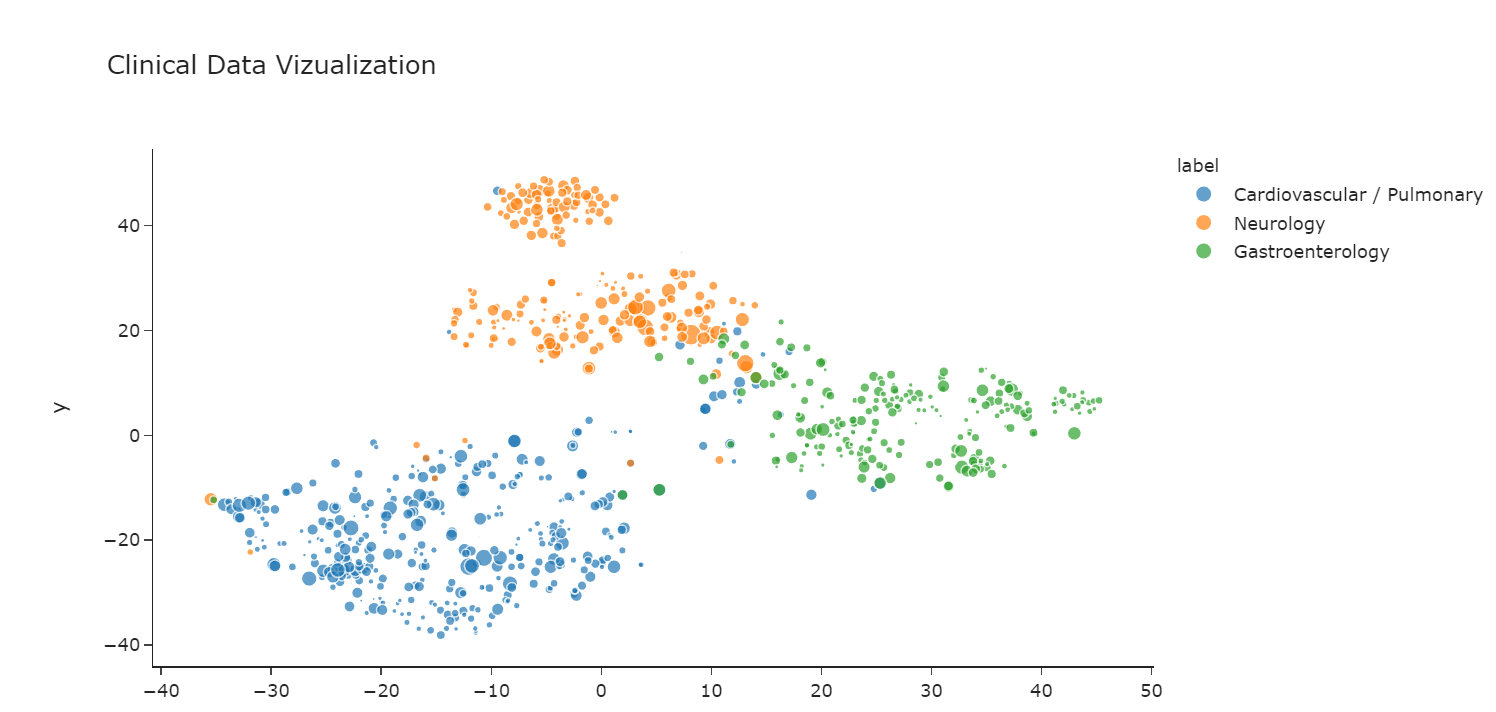 Clinical Data Vizualization
label
Cardiovascular / Pulmonary
Neurology
Gastroenterology
40
20
0
−20
−40
y
−40 −30 −20 −10 0 10 20 30 40 50